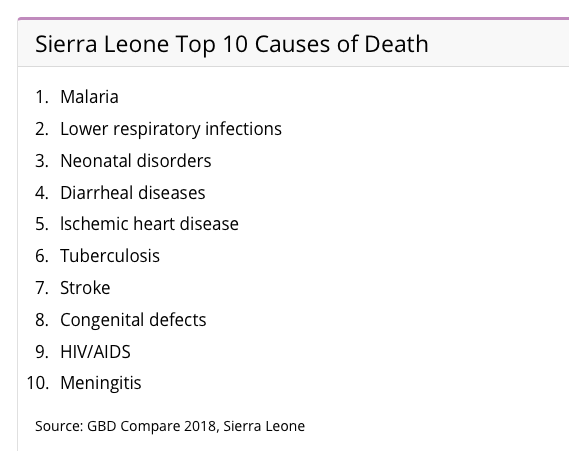 Sierra Leone Top 10 Causes of Death
1. Malaria
2. Lower respiratory infections
3. Neonatal disorders
4. Diarrheal diseases
5. Ischemic heart disease
6. Tuberculosis
7. Stroke
8. Congenital defects
9. HIV/AIDS
10. Meningitis
Source: GBD Compare 2018, Sierra Leone